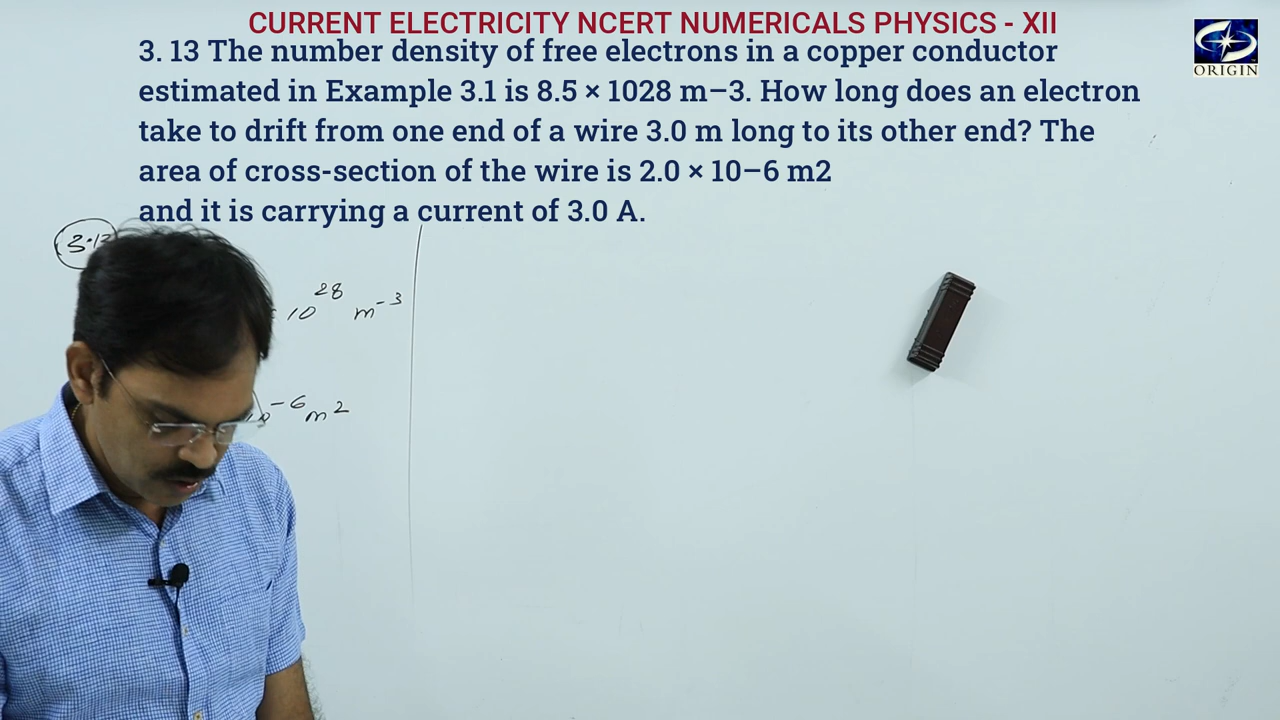 CURRENT ELECTRICITY NCERT NUMERICALS PHYSICS - XII
3. 13 The number density of free electrons in a copper conductor
estimated in Example 3.1 is 8.5 × 1028 m–3. How long does an electron
take to drift from one end of a wire 3.0 m long to its other end? The
area of cross-section of the wire is 2.0 × 10–6 m2
and it is carrying a current of 3.0 A.
ORIGIN
3.13
10^28 m^-3
10^-6 m^2